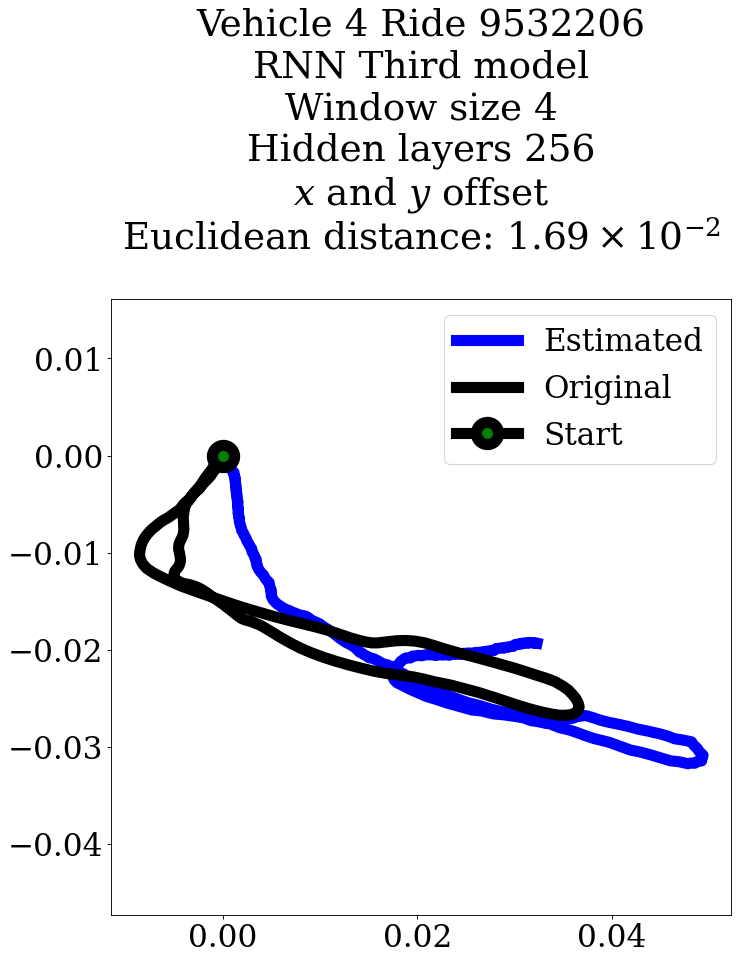 Vehicle 4 Ride 9532206
RNN Third model
Window size 4
Hidden layers 256
x and y offset
Euclidean distance: 1.69 × 10⁻²
Estimated
Original
Start
0.01
0.00
−0.01
−0.02
−0.03
−0.04
0.00 0.02 0.04